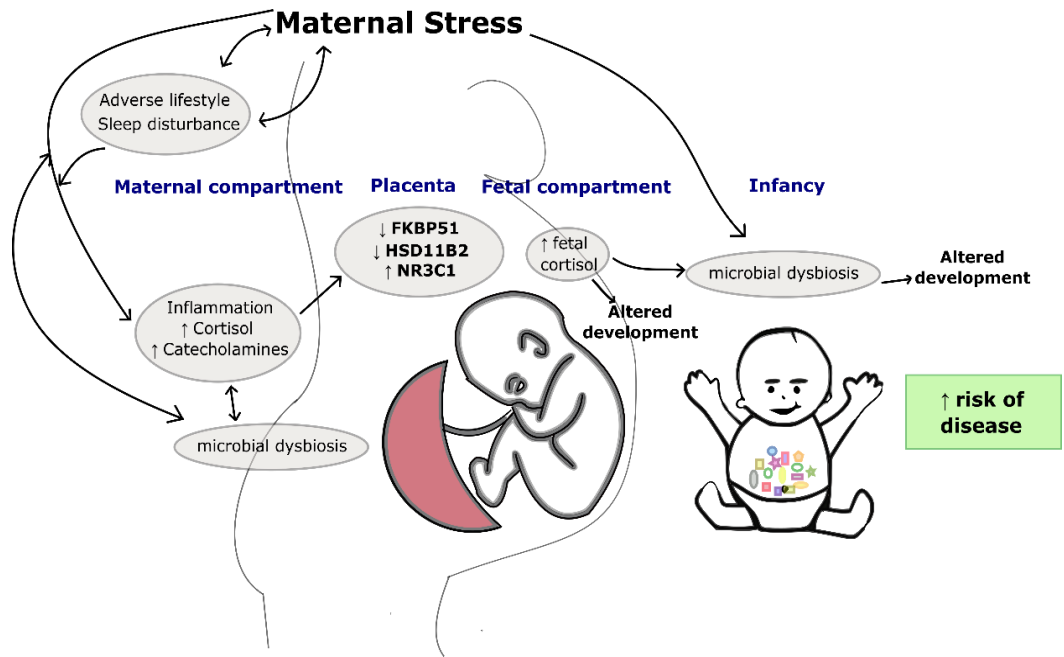 Maternal Stress
Adverse lifestyle
Sleep disturbance
Maternal compartment
Placenta
Fetal compartment
Infancy
↓ FKBP51
↓ HSD11B2
↑ NR3C1
↑ fetal
cortisol
microbial dysbiosis
Altered
development
Inflammation
↑ Cortisol
↑ Catecholamines
Altered
development
microbial dysbiosis
↑ risk of
disease